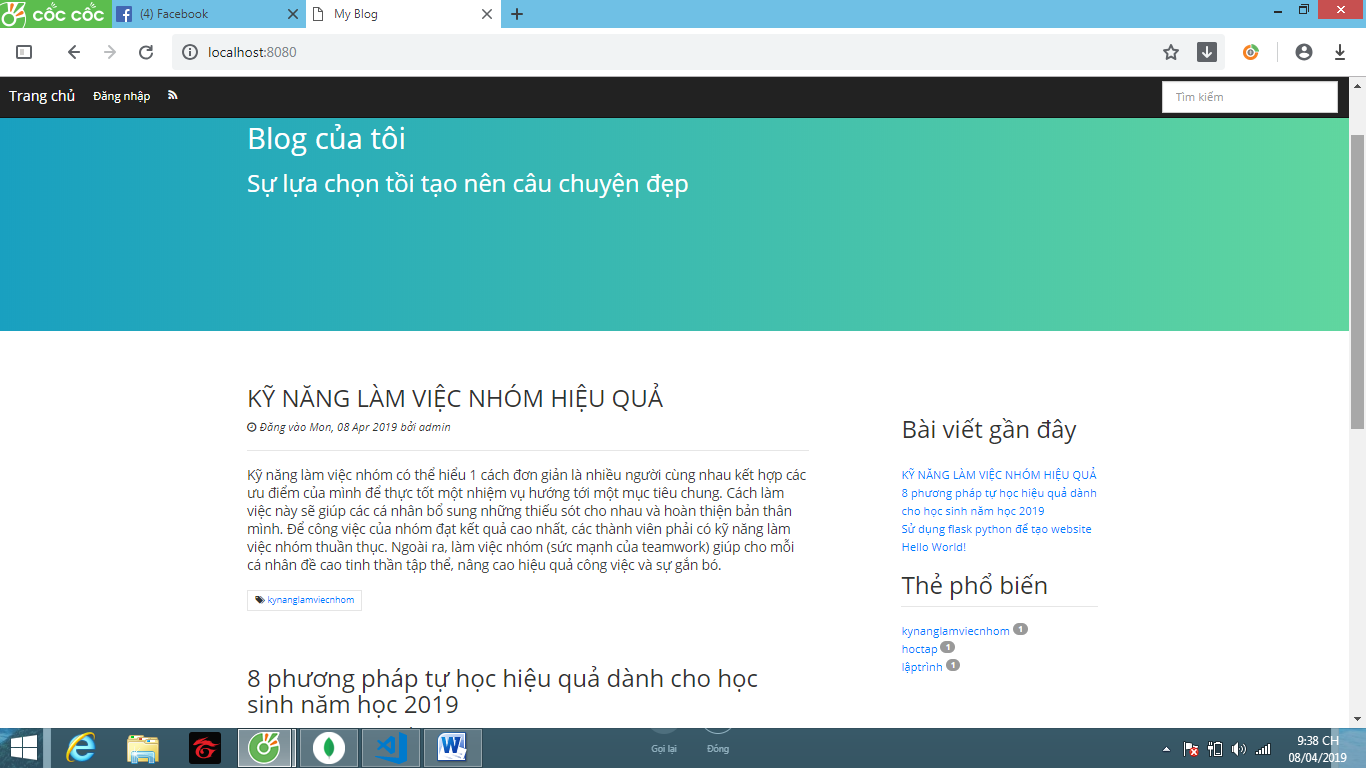 cốc cốc
(4) Facebook
My Blog
localhost:8080
Trang chủ
Đăng nhập
Tìm kiếm
Blog của tôi
Sự lựa chọn tồi tạo nên câu chuyện đẹp
KỸ NĂNG LÀM VIỆC NHÓM HIỆU QUẢ
Đăng vào Mon, 08 Apr 2019 bởi admin
Kỹ năng làm việc nhóm có thể hiểu 1 cách đơn giản là nhiều người cùng nhau kết hợp các
ưu điểm của mình để thực tốt một nhiệm vụ hướng tới một mục tiêu chung. Cách làm
việc này sẽ giúp các cá nhân bổ sung những thiếu sót cho nhau và hoàn thiện bản thân
mình. Để công việc của nhóm đạt kết quả cao nhất, các thành viên phải có kỹ năng làm
việc nhóm thuần thục. Ngoài ra, làm việc nhóm (sức mạnh của teamwork) giúp cho mỗi
cá nhân đề cao tinh thần tập thể, nâng cao hiệu quả công việc và sự gắn bó.
kynanglamviecnhom
8 phương pháp tự học hiệu quả dành cho học
sinh năm học 2019
Bài viết gần đây
KỸ NĂNG LÀM VIỆC NHÓM HIỆU QUẢ
8 phương pháp tự học hiệu quả dành
cho học sinh năm học 2019
Sử dụng flask python để tạo website
Hello World!
Thẻ phổ biến
kynanglamviecnhom 1
hoctap 1
lậptrình 1
Gọi lại
Đóng
9:38 CH
08/04/2019